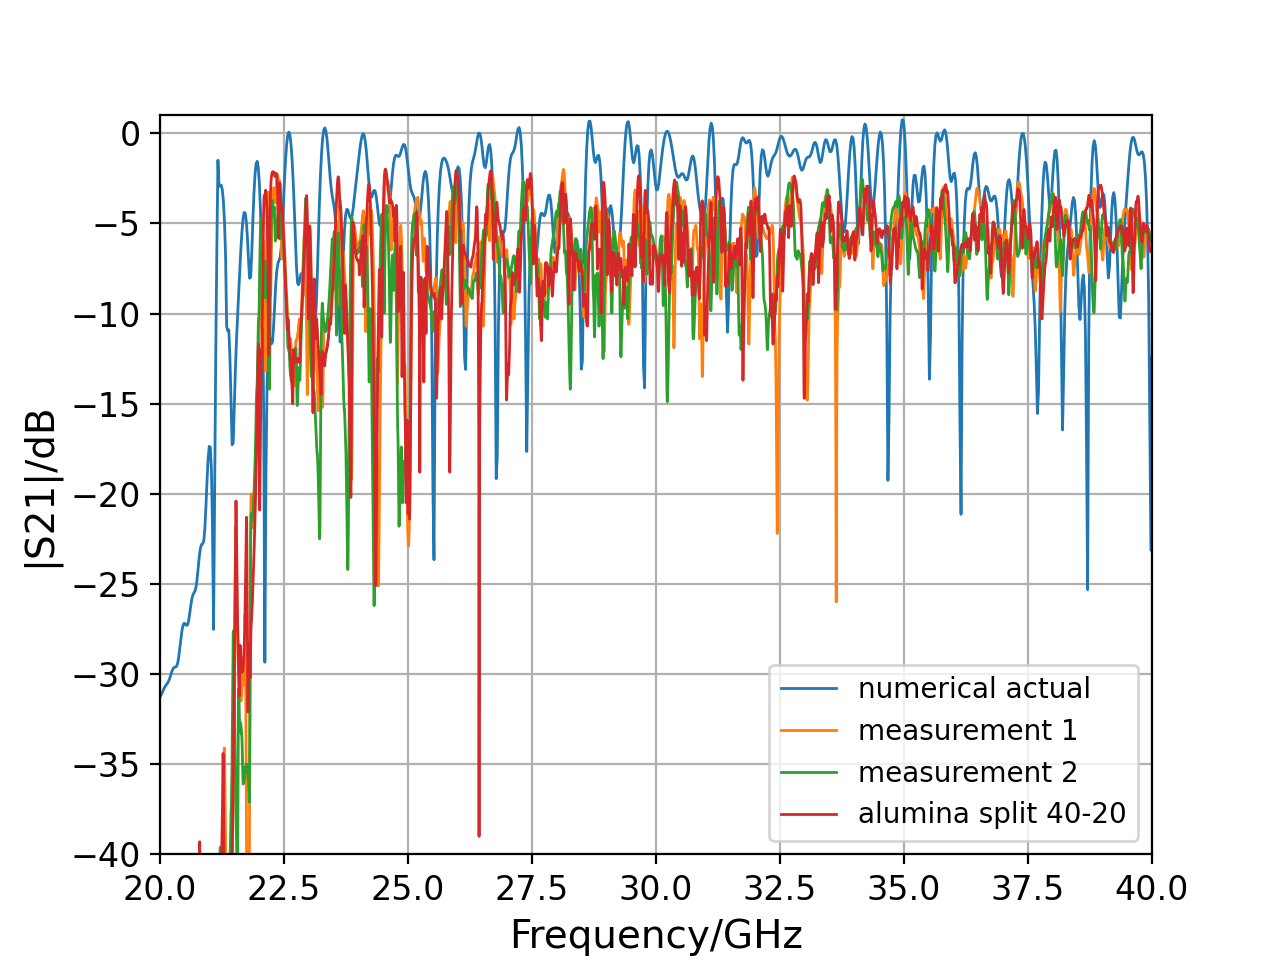 0
−5
−10
−15
−20
−25
−30
−35
−40
|S21|/dB
numerical actual
measurement 1
measurement 2
alumina split 40-20
20.0 22.5 25.0 27.5 30.0 32.5 35.0 37.5 40.0
Frequency/GHz